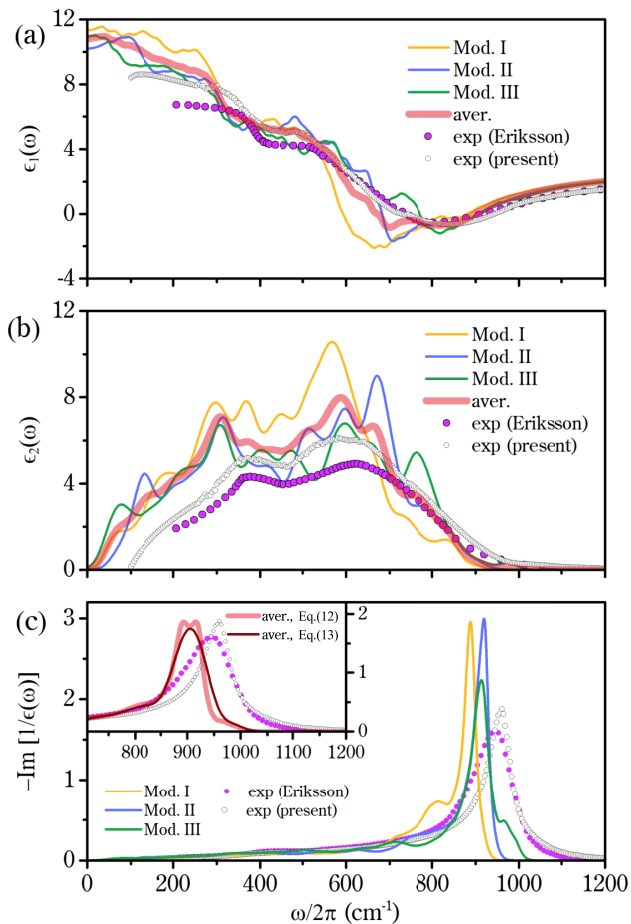 (a)
12
8
4
0
-4
ϵ₁(ω)
Mod. I
Mod. II
Mod. III
aver.
exp (Eriksson)
exp (present)
(b)
12
8
4
0
ϵ₂(ω)
Mod. I
Mod. II
Mod. III
aver.
exp (Eriksson)
exp (present)
(c)
3
2
1
0
−Im [1/ϵ(ω)]
aver., Eq.(12)
aver., Eq.(13)
2
1
0
800 900 1000 1100 1200
Mod. I
Mod. II
Mod. III
exp (Eriksson)
exp (present)
0 200 400 600 800 1000 1200
ω/2π (cm⁻¹)